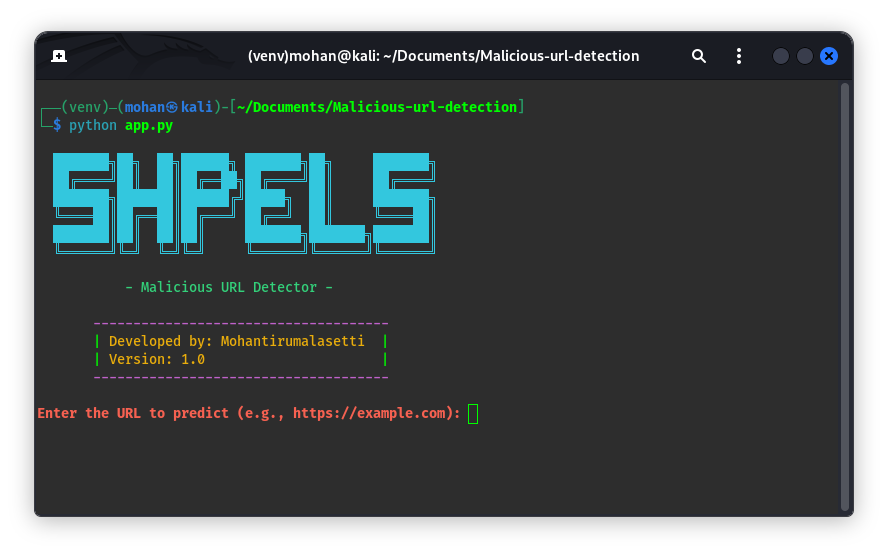 (venv)mohan@kali: ~/Documents/Malicious-url-detection
┌──(venv)─(mohan㉿kali)-[~/Documents/Malicious-url-detection]
└─$ python app.py
SHPELS
- Malicious URL Detector -
-------------------------------------
| Developed by: Mohantirumalasetti  |
| Version: 1.0                      |
-------------------------------------
Enter the URL to predict (e.g., https://example.com):